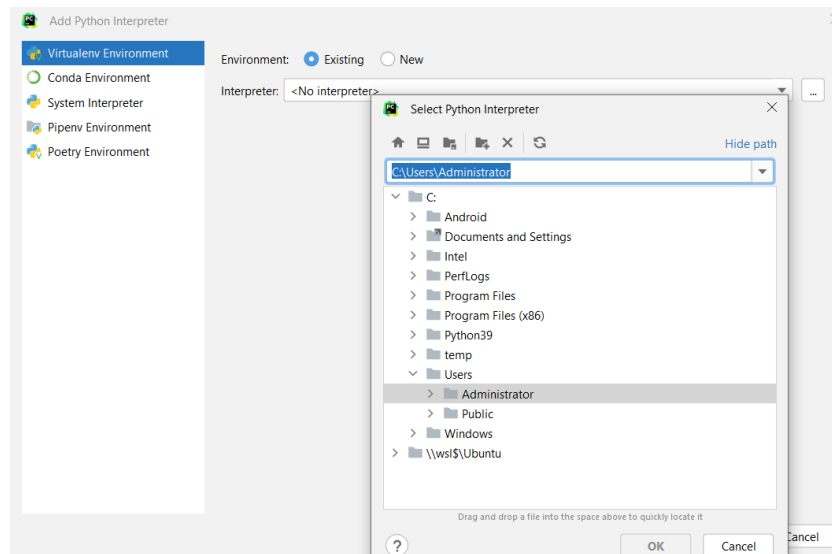 Add Python Interpreter
Virtualenv Environment
Conda Environment
System Interpreter
Pipenv Environment
Poetry Environment
Environment: Existing New
Interpreter: <No interpreter> ...
Select Python Interpreter
Hide path
C:\Users\Administrator
C:
Android
Documents and Settings
Intel
PerfLogs
Program Files
Program Files (x86)
Python39
temp
Users
Administrator
Public
Windows
\\wsl$\Ubuntu
Drag and drop a file into the space above to quickly locate it
? OK Cancel
Cancel